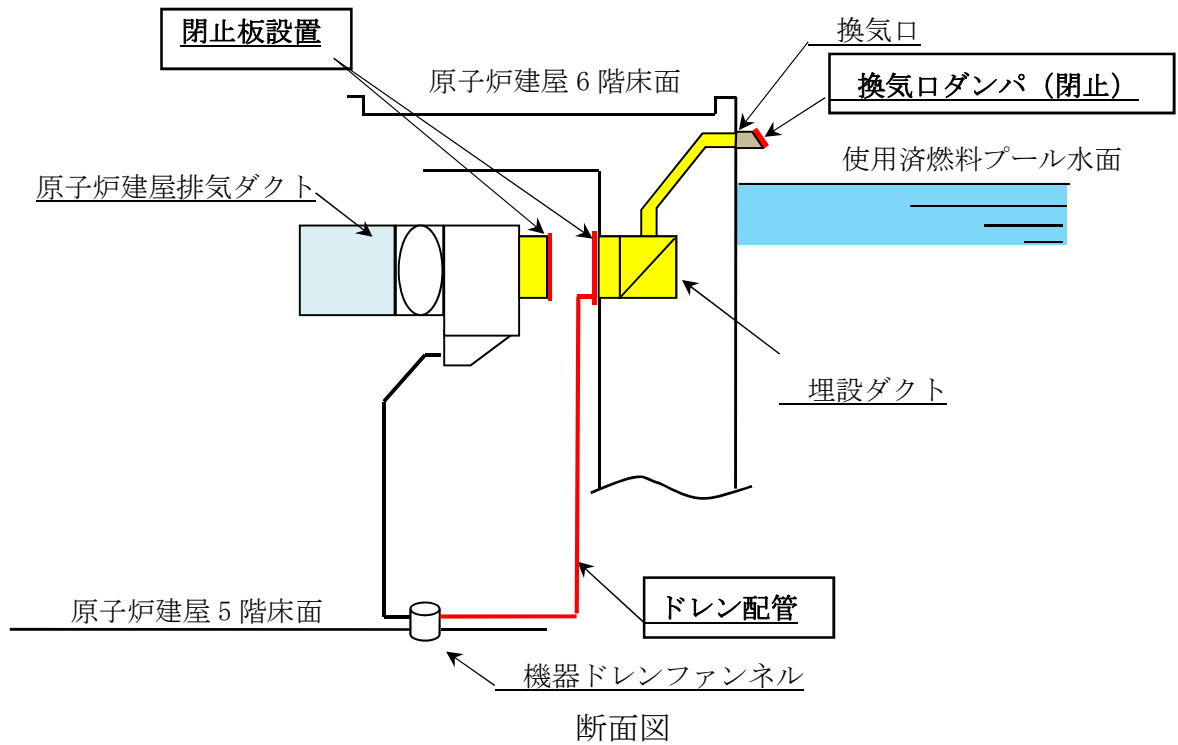 閉止板設置
換気口
原子炉建屋 6 階床面
換気口ダンパ（閉止）
使用済燃料プール水面
原子炉建屋排気ダクト
埋設ダクト
原子炉建屋 5 階床面
ドレン配管
機器ドレンファンネル
断面図